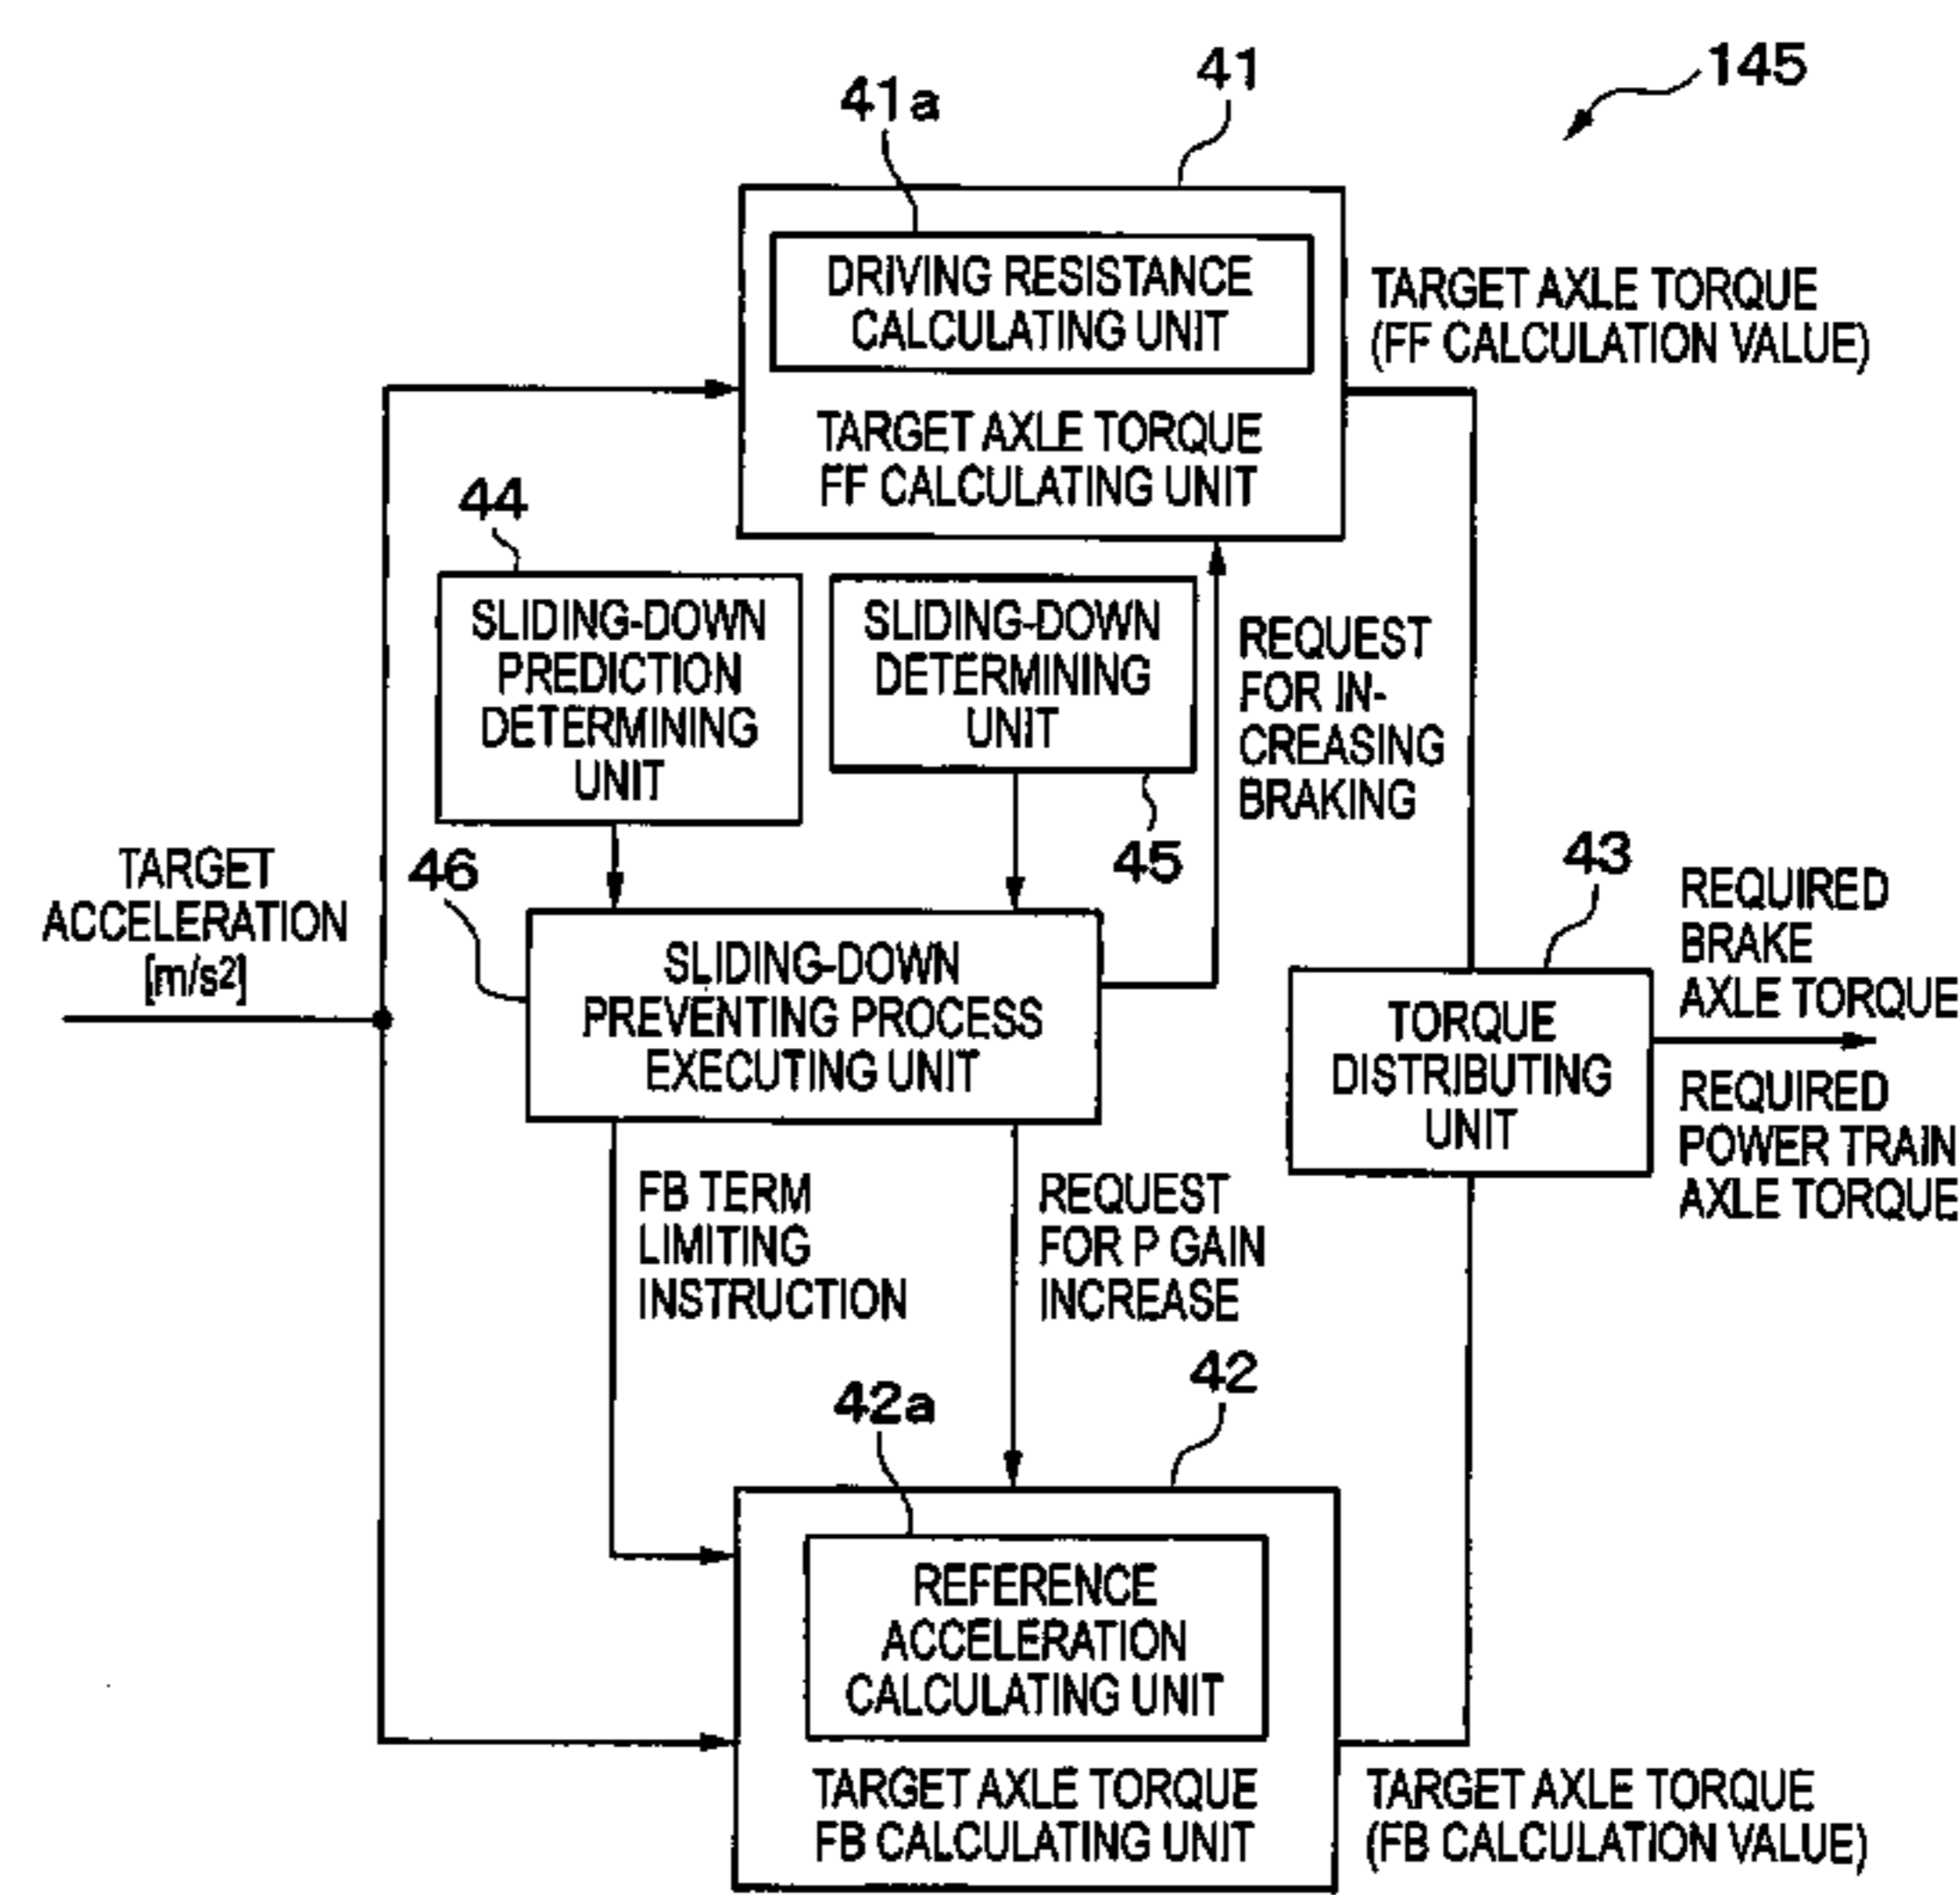 145
41
41a
DRIVING RESISTANCE
CALCULATING UNIT
TARGET AXLE TORQUE
FF CALCULATING UNIT
TARGET AXLE TORQUE
(FF CALCULATION VALUE)
44
SLIDING-DOWN
PREDICTION
DETERMINING
UNIT
SLIDING-DOWN
DETERMINING
UNIT
45
REQUEST
FOR IN-
CREASING
BRAKING
TARGET
ACCELERATION
[m/s2]
46
SLIDING-DOWN
PREVENTING PROCESS
EXECUTING UNIT
43
TORQUE
DISTRIBUTING
UNIT
REQUIRED
BRAKE
AXLE TORQUE
REQUIRED
POWER TRAIN
AXLE TORQUE
FB TERM
LIMITING
INSTRUCTION
REQUEST
FOR P GAIN
INCREASE
42
42a
REFERENCE
ACCELERATION
CALCULATING UNIT
TARGET AXLE TORQUE
FB CALCULATING UNIT
TARGET AXLE TORQUE
(FB CALCULATION VALUE)